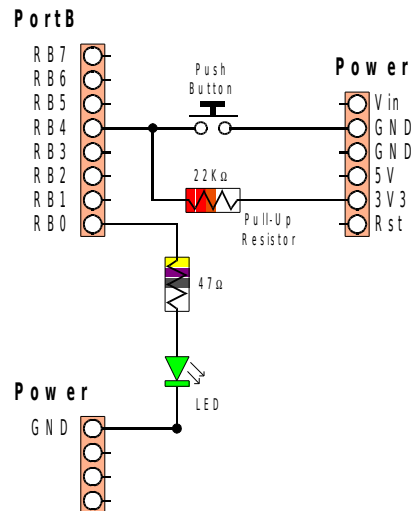 PortB
RB7
RB6
RB5
RB4
RB3
RB2
RB1
RB0
Push
Button
Power
Vin
GND
GND
5V
3V3
Rst
22KΩ
Pull-Up
Resistor
47Ω
LED
Power
GND